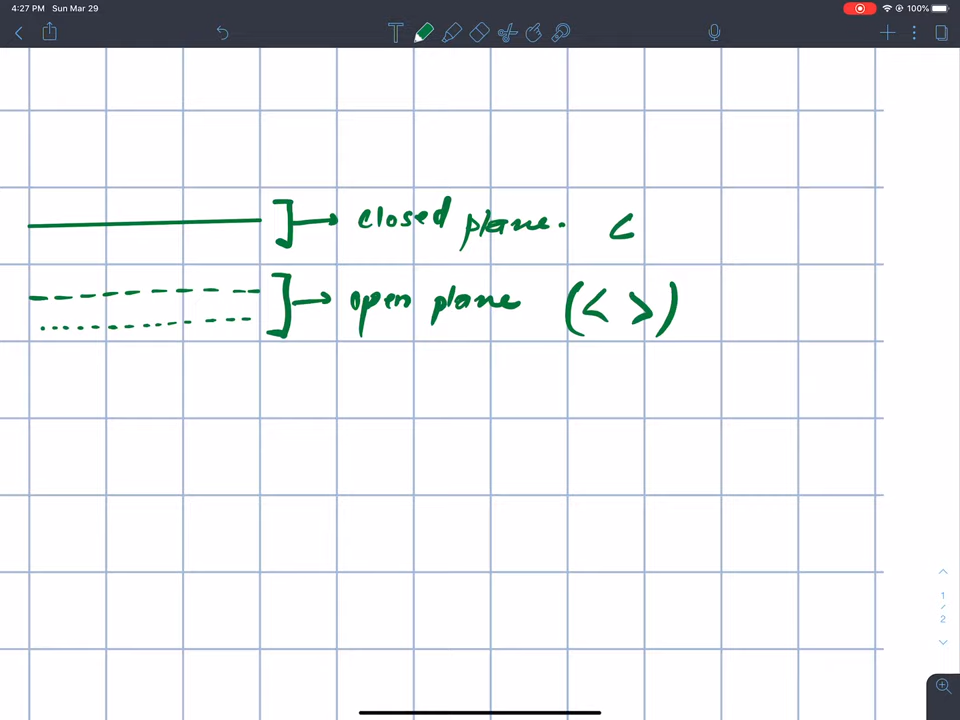 4:27 PM Sun Mar 29 100%
T
closed plane. <
open plane (< >)
1
/
2